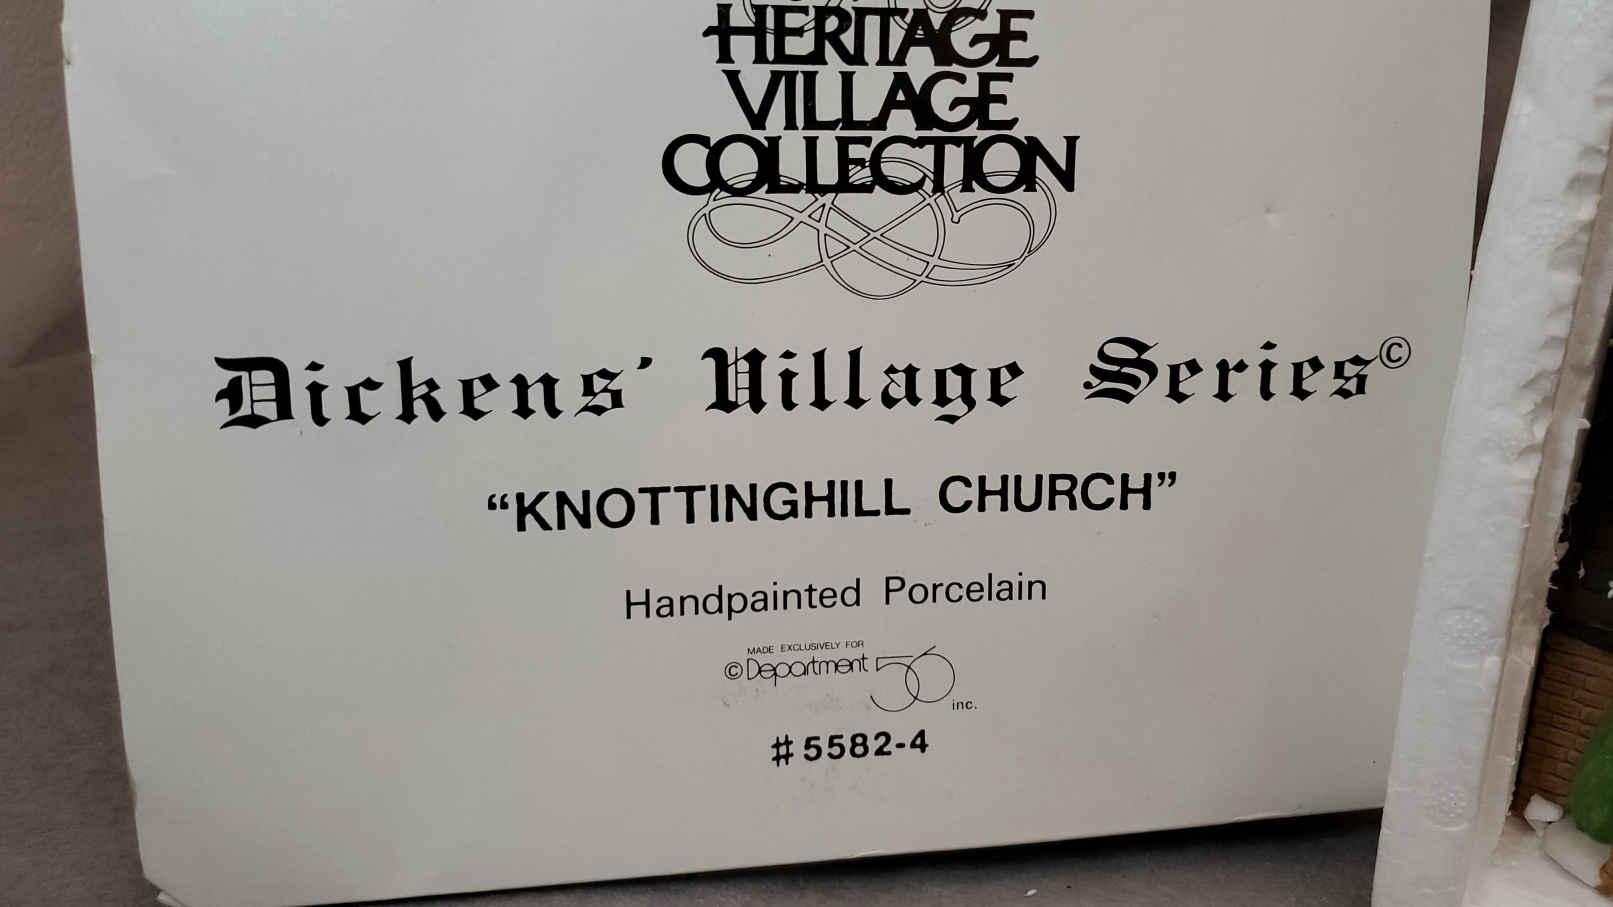 HERITAGE
VILLAGE
COLLECTION
Dickens' Village Series©
“KNOTTINGHILL CHURCH”
Handpainted Porcelain
MADE EXCLUSIVELY FOR
©Department 56
inc.
#5582-4